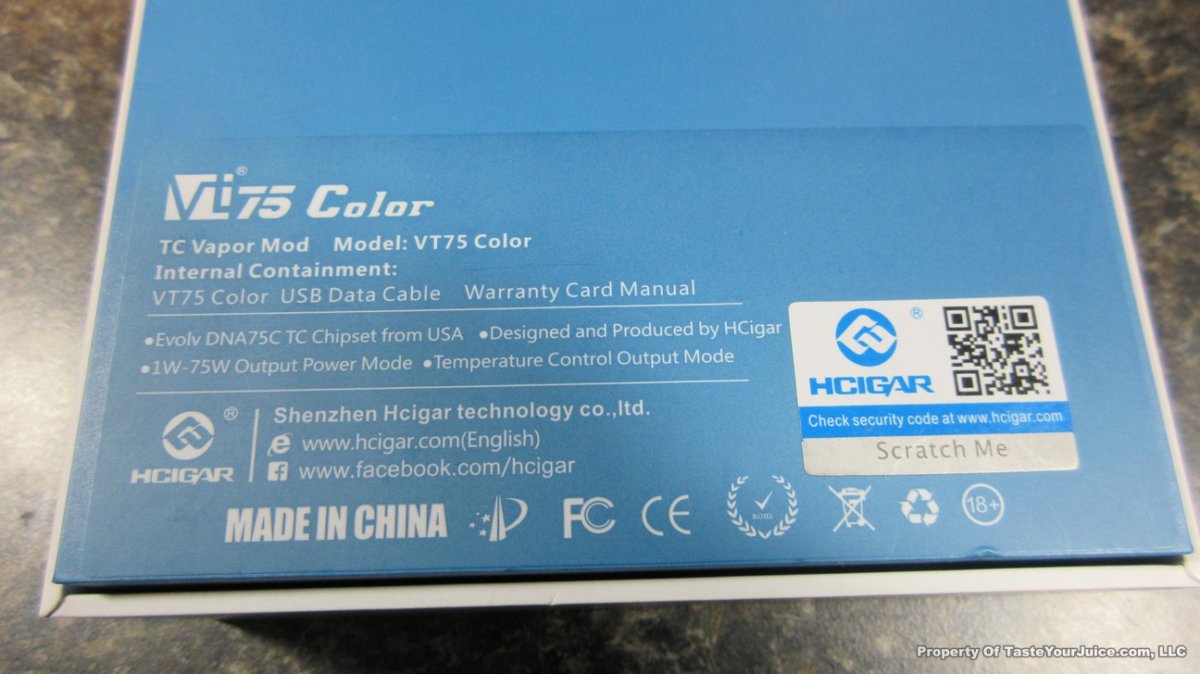 VT75 Color
TC Vapor Mod Model: VT75 Color
Internal Containment:
VT75 Color USB Data Cable Warranty Card Manual
●Evolv DNA75C TC Chipset from USA ●Designed and Produced by HCigar
●1W-75W Output Power Mode ●Temperature Control Output Mode
HCIGAR ®
Shenzhen Hcigar technology co.,ltd.
www.hcigar.com(English)
www.facebook.com/hcigar
MADE IN CHINA FC CE ROHS 18+
®
HCIGAR
Check security code at www.hcigar.com
Scratch Me
Property Of TasteYourJuice.com, LLC